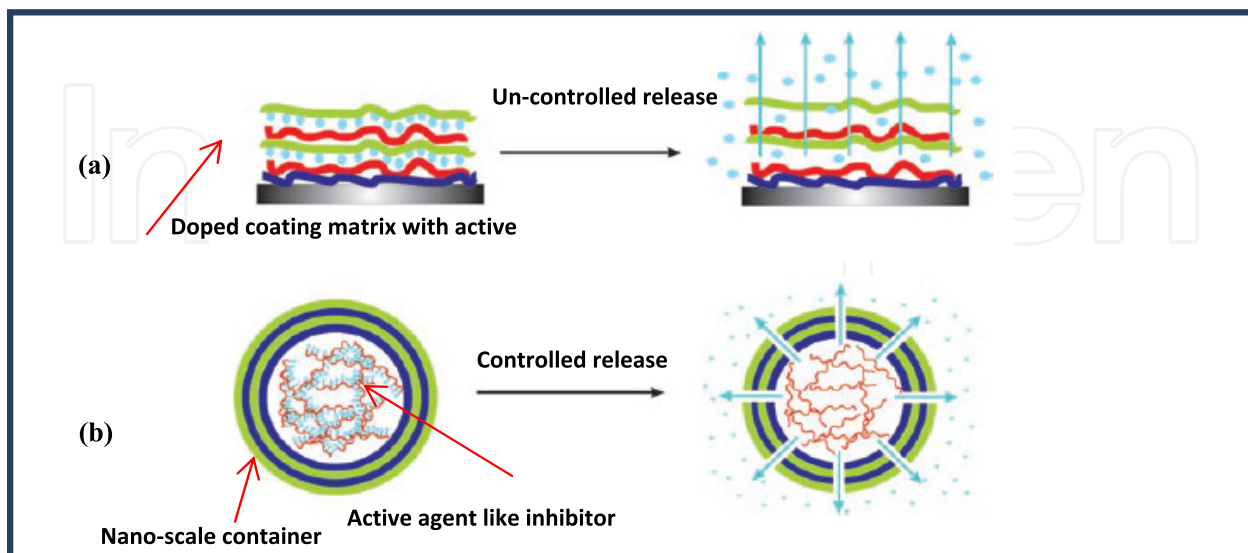 Un-controlled release
(a)
Doped coating matrix with active
Controlled release
(b)
Active agent like inhibitor
Nano-scale container